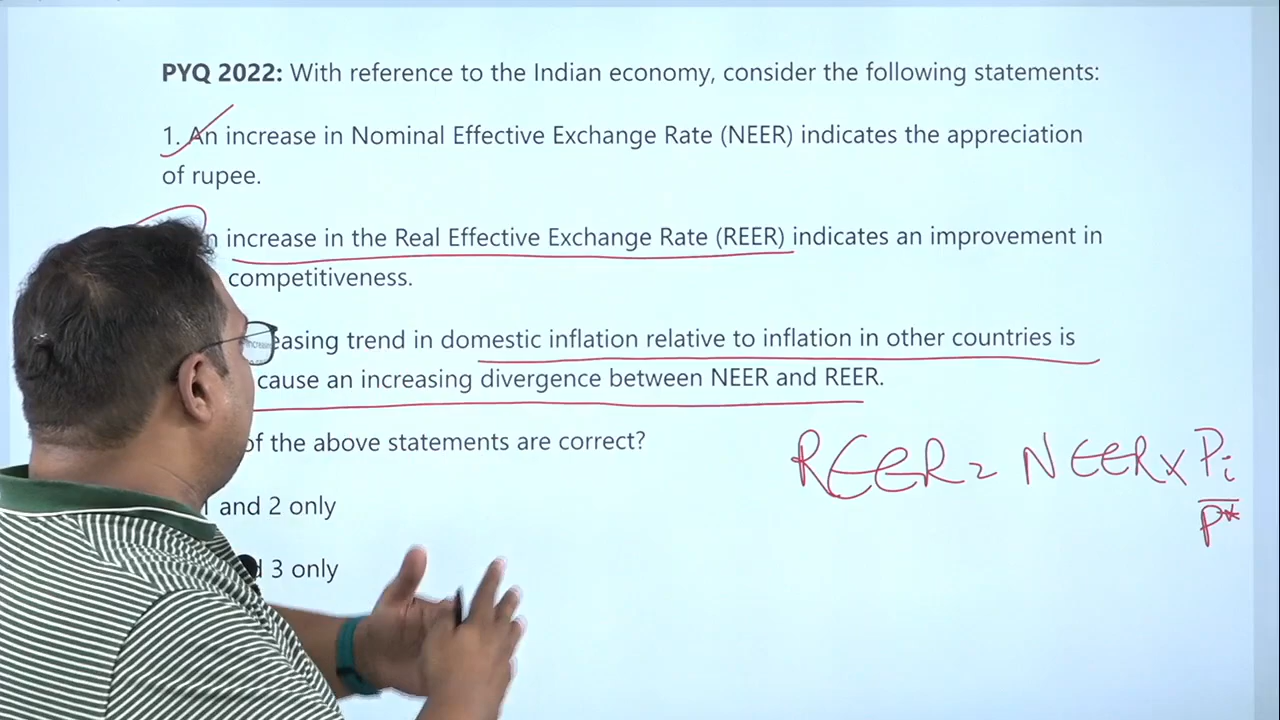 PYQ 2022: With reference to the Indian economy, consider the following statements:
1. An increase in Nominal Effective Exchange Rate (NEER) indicates the appreciation
of rupee.
increase in the Real Effective Exchange Rate (REER) indicates an improvement in
competitiveness.
trend in domestic inflation relative to inflation in other countries is
cause an increasing divergence between NEER and REER.
of the above statements are correct?
1 and 2 only
3 only
REER = NEER x Pi
P*